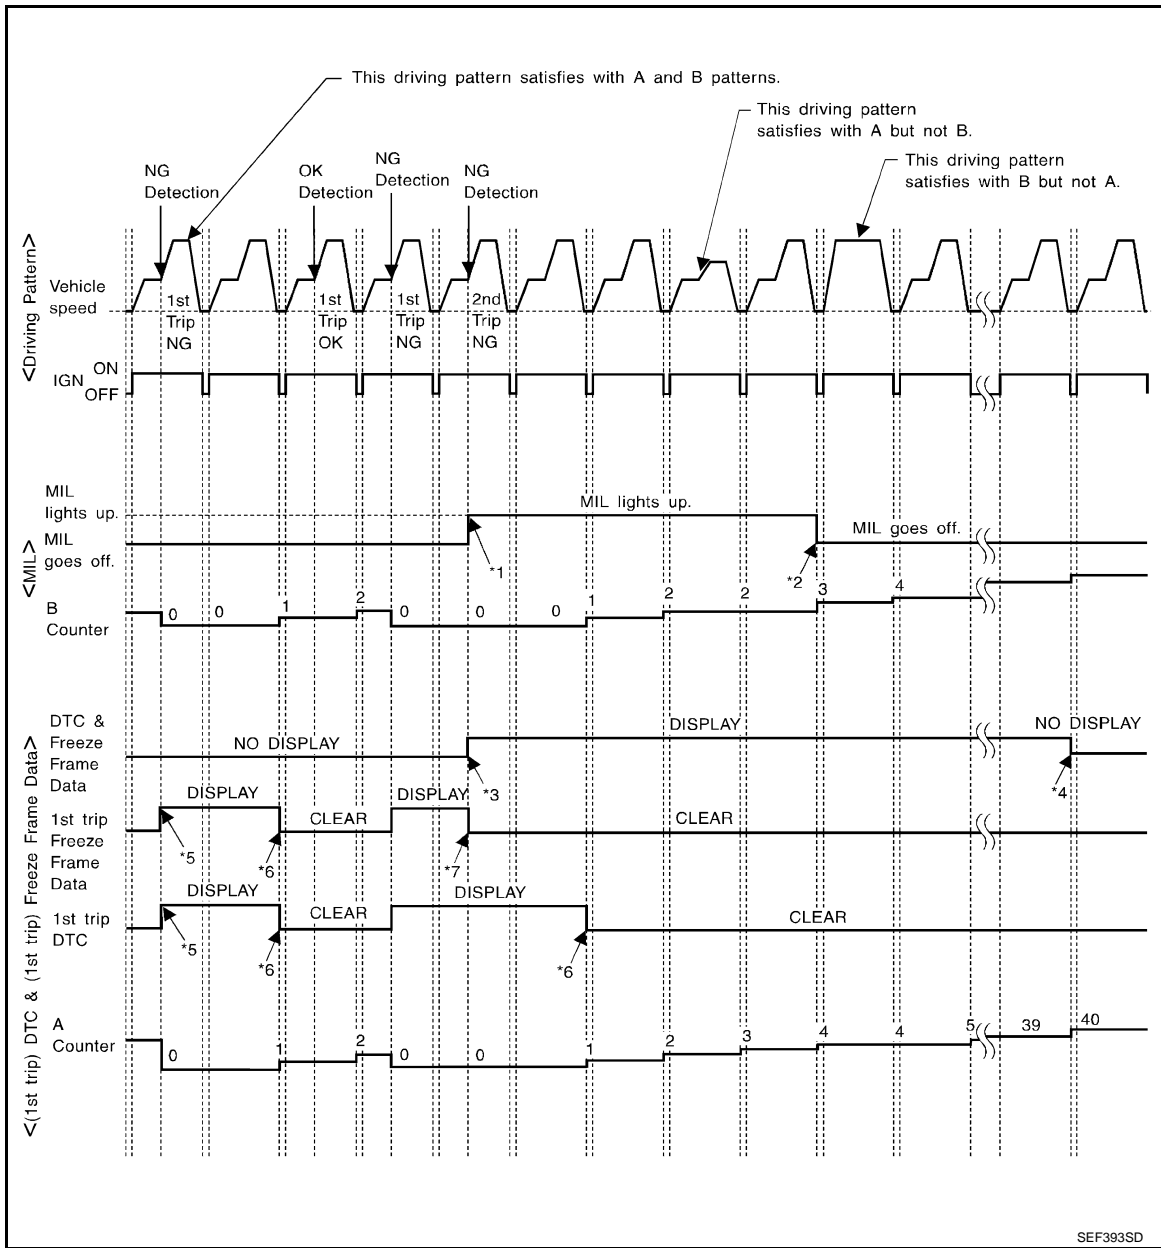 This driving pattern satisfies with A and B patterns.
This driving pattern
satisfies with A but not B.
This driving pattern
satisfies with B but not A.
NG
Detection
OK
Detection
NG
Detection
NG
Detection
<Driving Pattern>
Vehicle
speed
1st
Trip
NG
1st
Trip
OK
1st
Trip
NG
2nd
Trip
NG
IGN
ON
OFF
<MIL>
MIL
lights up.
MIL
goes off.
MIL lights up.
MIL goes off.
*1
*2
B
Counter
0 0 1 2 0 0 0 1 2 2 3 4
<(1st trip) DTC & (1st trip) Freeze Frame Data>
DTC &
Freeze
Frame
Data
NO DISPLAY
DISPLAY
NO DISPLAY
*3
*4
1st trip
Freeze
Frame
Data
DISPLAY
CLEAR
DISPLAY
CLEAR
*5
*6
*7
1st trip
DTC
DISPLAY
CLEAR
DISPLAY
CLEAR
*5
*6
*6
A
Counter
0 1 2 0 0 1 2 3 4 4 5 39 40
SEF393SD